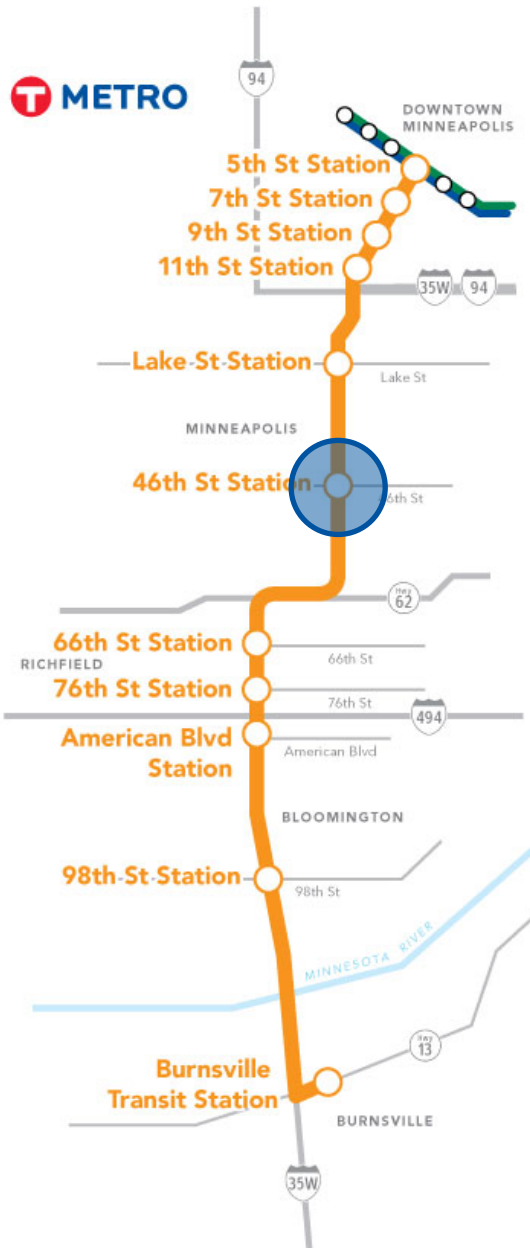 94
T METRO
DOWNTOWN
MINNEAPOLIS
5th St Station
7th St Station
9th St Station
11th St Station
35W 94
Lake St Station
Lake St
MINNEAPOLIS
46th St Station
46th St
Hwy
62
66th St Station
66th St
RICHFIELD
76th St Station
76th St
494
American Blvd
Station
American Blvd
BLOOMINGTON
98th St Station
98th St
MINNESOTA RIVER
Hwy
13
Burnsville
Transit Station
BURNSVILLE
35W